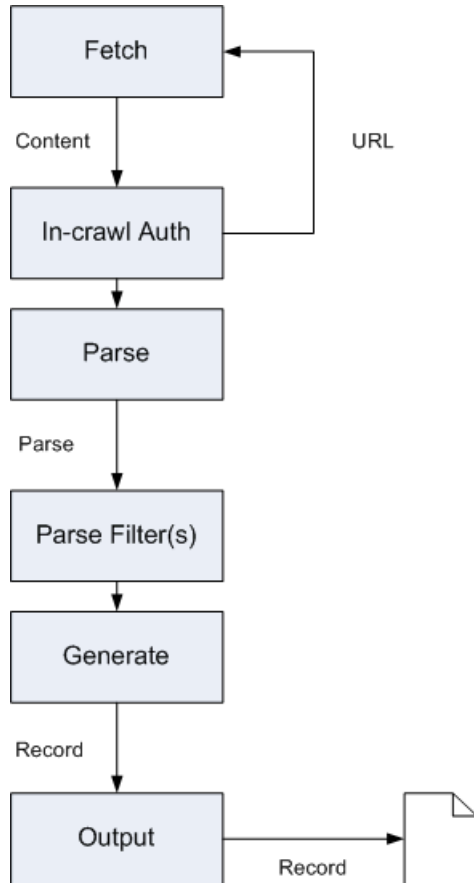 Fetch
Content
URL
In-crawl Auth
Parse
Parse
Parse Filter(s)
Generate
Record
Output
Record